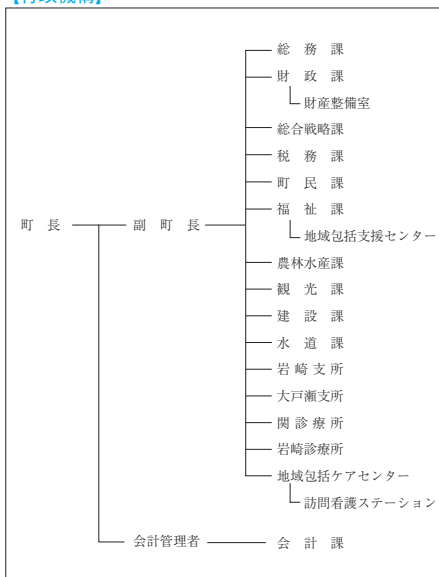 総務課
財政課
財産整備室
総合戦略課
税務課
町民課
福祉課
町長 副町長
地域包括支援センター
農林水産課
観光課
建設課
水道課
岩崎支所
大戸瀬支所
関診療所
岩崎診療所
地域包括ケアセンター
訪問看護ステーション
会計管理者 会計課